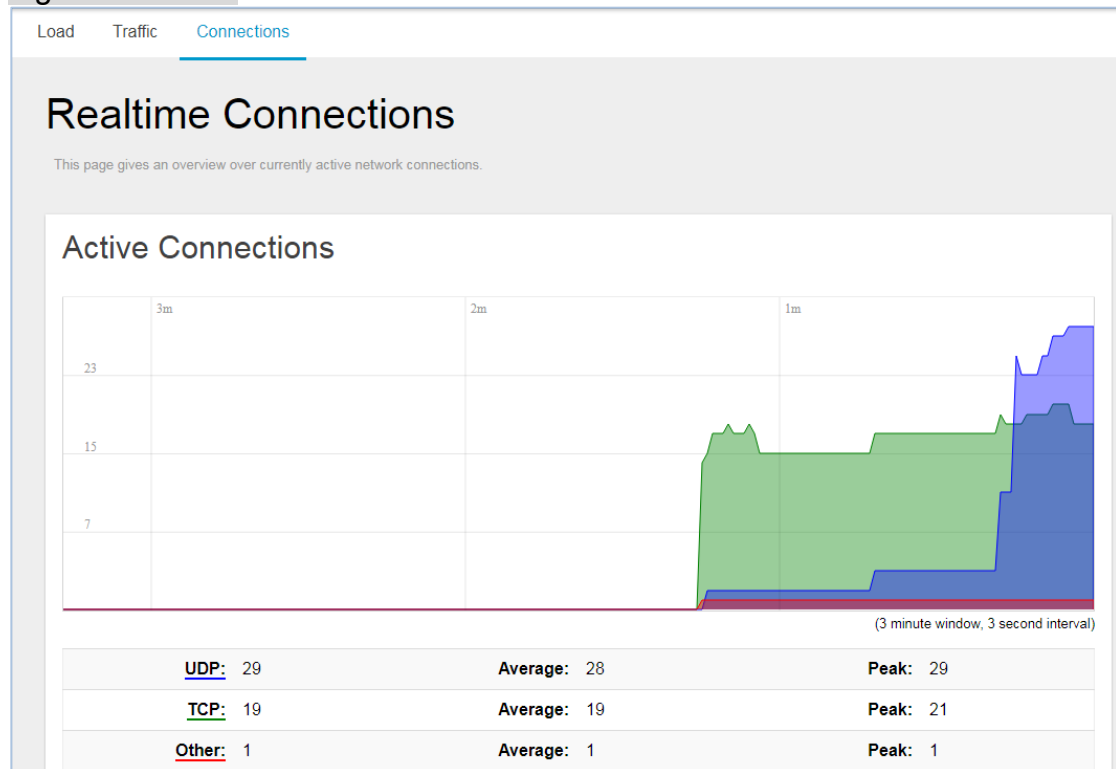 Load Traffic Connections
Realtime Connections
This page gives an overview over currently active network connections.
Active Connections
3m 2m 1m
23
15
7
(3 minute window, 3 second interval)
UDP: 29 Average: 28 Peak: 29
TCP: 19 Average: 19 Peak: 21
Other: 1 Average: 1 Peak: 1